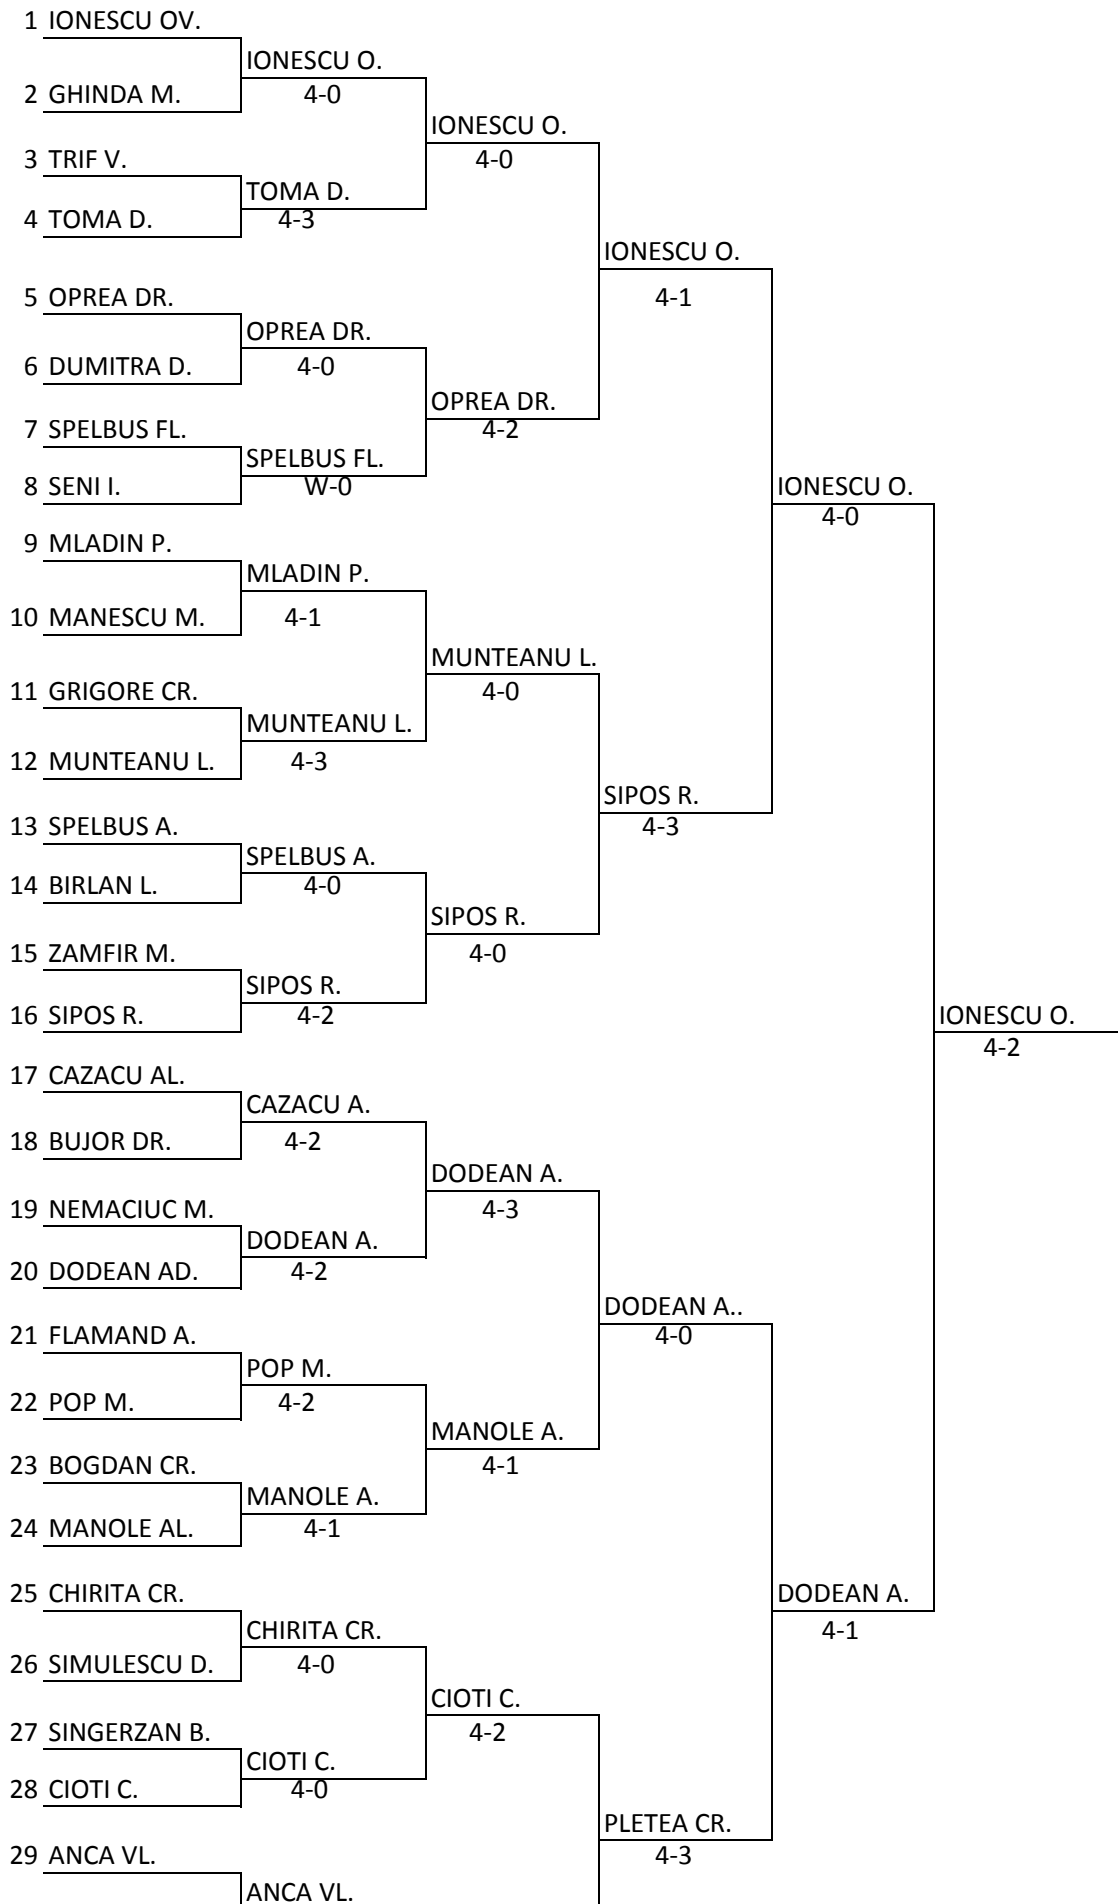 1 IONESCU OV.
IONESCU O.
2 GHINDA M.
4-0
IONESCU O.
3 TRIF V.
4-0
TOMA D.
4 TOMA D.
4-3
IONESCU O.
5 OPREA DR.
4-1
OPREA DR.
6 DUMITRA D.
4-0
OPREA DR.
7 SPELBUS FL.
4-2
SPELBUS FL.
8 SENI I.
W-0
IONESCU O.
4-0
9 MLADIN P.
MLADIN P.
10 MANESCU M.
4-1
MUNTEANU L.
11 GRIGORE CR.
4-0
MUNTEANU L.
12 MUNTEANU L.
4-3
SIPOS R.
13 SPELBUS A.
4-3
SPELBUS A.
14 BIRLAN L.
4-0
SIPOS R.
15 ZAMFIR M.
4-0
SIPOS R.
16 SIPOS R.
4-2
IONESCU O.
4-2
17 CAZACU AL.
CAZACU A.
18 BUJOR DR.
4-2
DODEAN A.
19 NEMACIUC M.
4-3
DODEAN A.
20 DODEAN AD.
4-2
DODEAN A..
21 FLAMAND A.
4-0
POP M.
22 POP M.
4-2
MANOLE A.
23 BOGDAN CR.
4-1
MANOLE A.
24 MANOLE AL.
4-1
25 CHIRITA CR.
DODEAN A.
4-1
CHIRITA CR.
26 SIMULESCU D.
4-0
CIOTI C.
27 SINGERZAN B.
4-2
CIOTI C.
28 CIOTI C.
4-0
PLETEA CR.
29 ANCA VL.
4-3
ANCA VL.